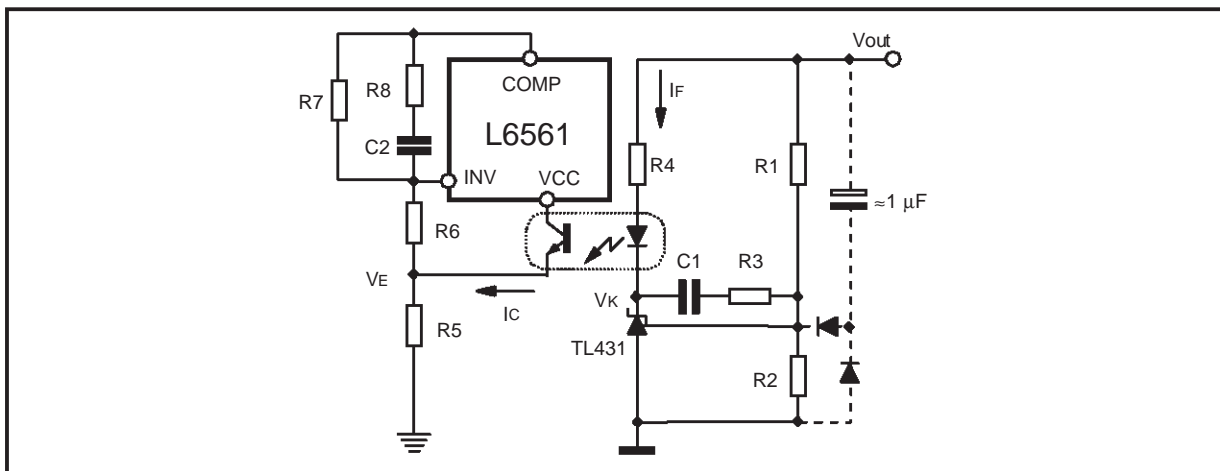 Vout
COMP
IF
R7
R8
L6561
C2
R4
R1
INV
VCC
≈1 μF
R6
C1
R3
VE
VK
IC
R5
TL431
R2